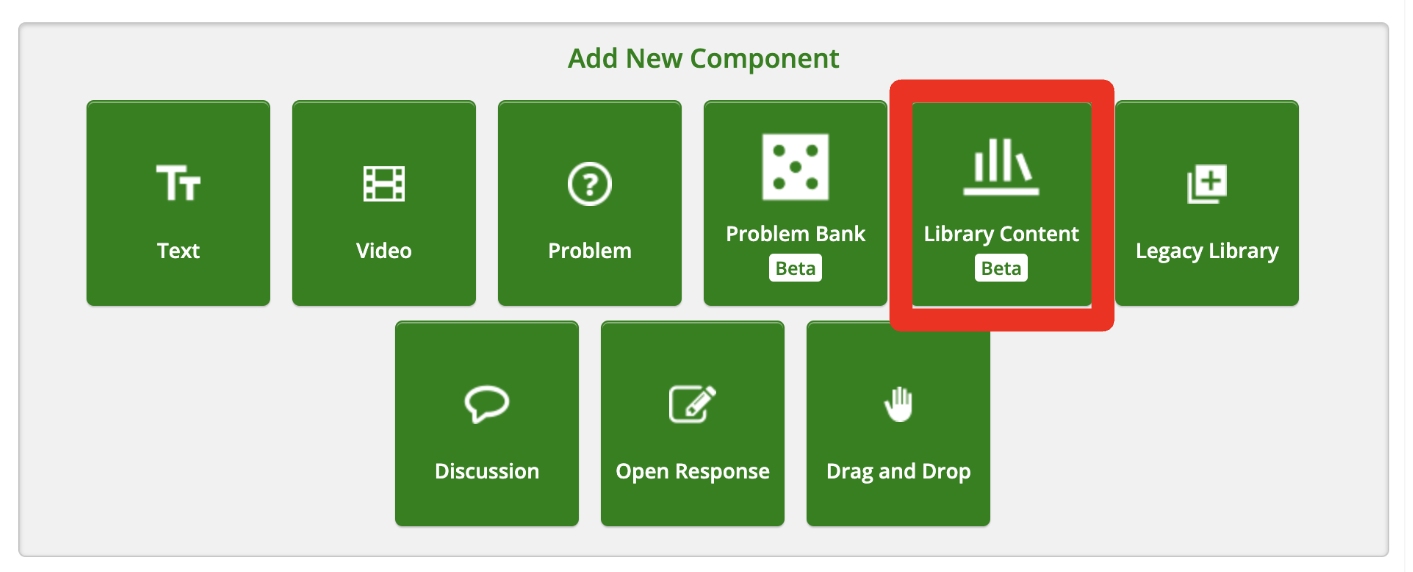 Add New Component
Text
Video
Problem
Problem Bank
Beta
Library Content
Beta
Legacy Library
Discussion
Open Response
Drag and Drop